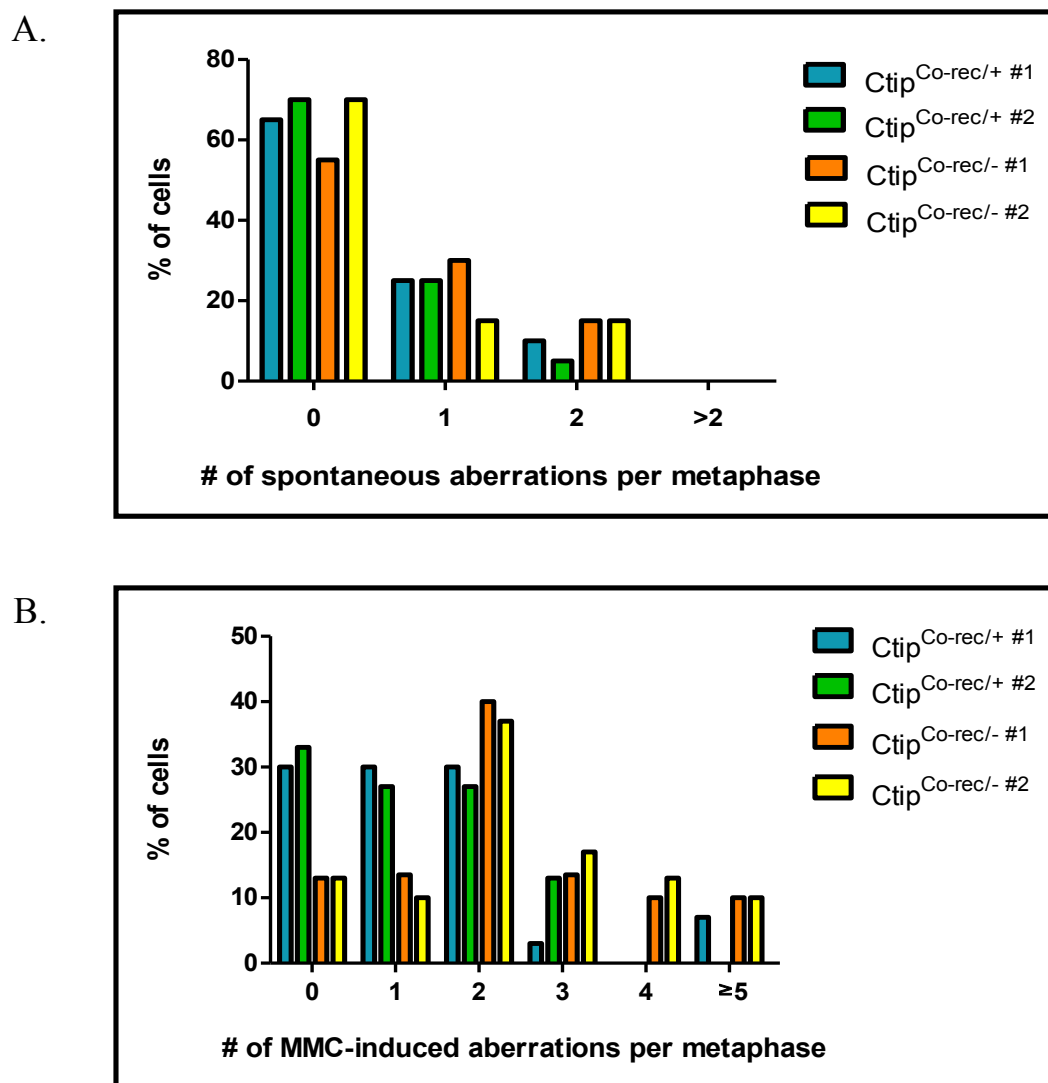 A.
80
60
40
20
0
% of cells
0 1 2 >2
# of spontaneous aberrations per metaphase
Ctip^Co-rec/+ #1
Ctip^Co-rec/+ #2
Ctip^Co-rec/- #1
Ctip^Co-rec/- #2
B.
50
40
30
20
10
0
% of cells
0 1 2 3 4 ≥5
# of MMC-induced aberrations per metaphase
Ctip^Co-rec/+ #1
Ctip^Co-rec/+ #2
Ctip^Co-rec/- #1
Ctip^Co-rec/- #2